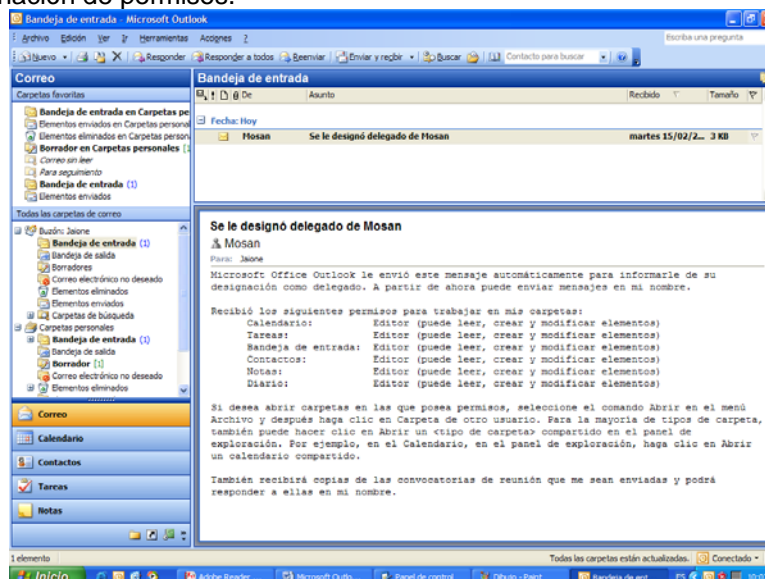 nación de permisos.
Bandeja de entrada - Microsoft Outlook
Archivo Edición Ver Ir Herramientas Acciones ?
Escriba una pregunta
Nuevo Responder Responder a todos Reenviar Enviar y recibir Buscar Contacto para buscar
Correo
Carpetas favoritas
Bandeja de entrada en Carpetas pe
Elementos enviados en Carpetas personal
Elementos eliminados en Carpetas person
Borrador en Carpetas personales [1
Correo sin leer
Para seguimiento
Bandeja de entrada (1)
Elementos enviados
Todas las carpetas de correo
Buzón: Jaione
Bandeja de entrada (1)
Bandeja de salida
Borradores
Correo electrónico no deseado
Elementos eliminados
Elementos enviados
Carpetas de búsqueda
Carpetas personales
Bandeja de entrada (1)
Bandeja de salida
Borrador [1]
Correo electrónico no deseado
Elementos eliminados
Correo
Calendario
Contactos
Tareas
Notas
Bandeja de entrada
De Asunto Recibido Tamaño
Fecha: Hoy
Mosan Se le designó delegado de Mosan martes 15/02/2... 3 KB
Se le designó delegado de Mosan
Mosan
Para: Jaione
Microsoft Office Outlook le envió este mensaje automáticamente para informarle de su
designación como delegado. A partir de ahora puede enviar mensajes en mi nombre.
Recibió los siguientes permisos para trabajar en mis carpetas:
Calendario: Editor (puede leer, crear y modificar elementos)
Tareas: Editor (puede leer, crear y modificar elementos)
Bandeja de entrada: Editor (puede leer, crear y modificar elementos)
Contactos: Editor (puede leer, crear y modificar elementos)
Notas: Editor (puede leer, crear y modificar elementos)
Diario: Editor (puede leer, crear y modificar elementos)
Si desea abrir carpetas en las que posea permisos, seleccione el comando Abrir en el menú
Archivo y después haga clic en Carpeta de otro usuario. Para la mayoría de tipos de carpeta,
también puede hacer clic en Abrir un <tipo de carpeta> compartido en el panel de
exploración. Por ejemplo, en el Calendario, en el panel de exploración, haga clic en Abrir
un calendario compartido.
También recibirá copias de las convocatorias de reunión que me sean enviadas y podrá
responder a ellas en mi nombre.
1 elemento
Todas las carpetas están actualizadas. Conectado
Inicio Adobe Reader Microsoft Outlo... Panel de control Dibujo - Paint Bandeja de ent... ES